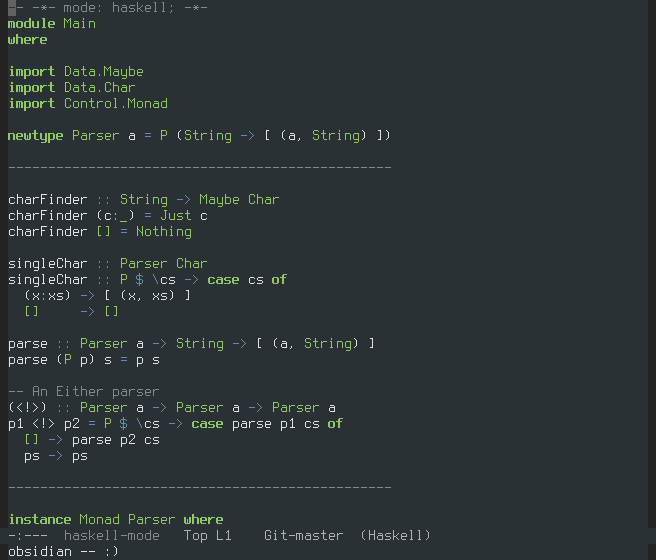 -- -*- mode: haskell; -*-
module Main
where
import Data.Maybe
import Data.Char
import Control.Monad
newtype Parser a = P (String -> [ (a, String) ])
------------------------------------------------
charFinder :: String -> Maybe Char
charFinder (c:_) = Just c
charFinder [] = Nothing
singleChar :: Parser Char
singleChar :: P $ \cs -> case cs of
  (x:xs) -> [ (x, xs) ]
  []     -> []
parse :: Parser a -> String -> [ (a, String) ]
parse (P p) s = p s
-- An Either parser
(<!>) :: Parser a -> Parser a -> Parser a
p1 <!> p2 = P $ \cs -> case parse p1 cs of
  [] -> parse p2 cs
  ps -> ps
------------------------------------------------
instance Monad Parser where
-:---  haskell-mode   Top L1    Git-master  (Haskell)
obsidian -- :)